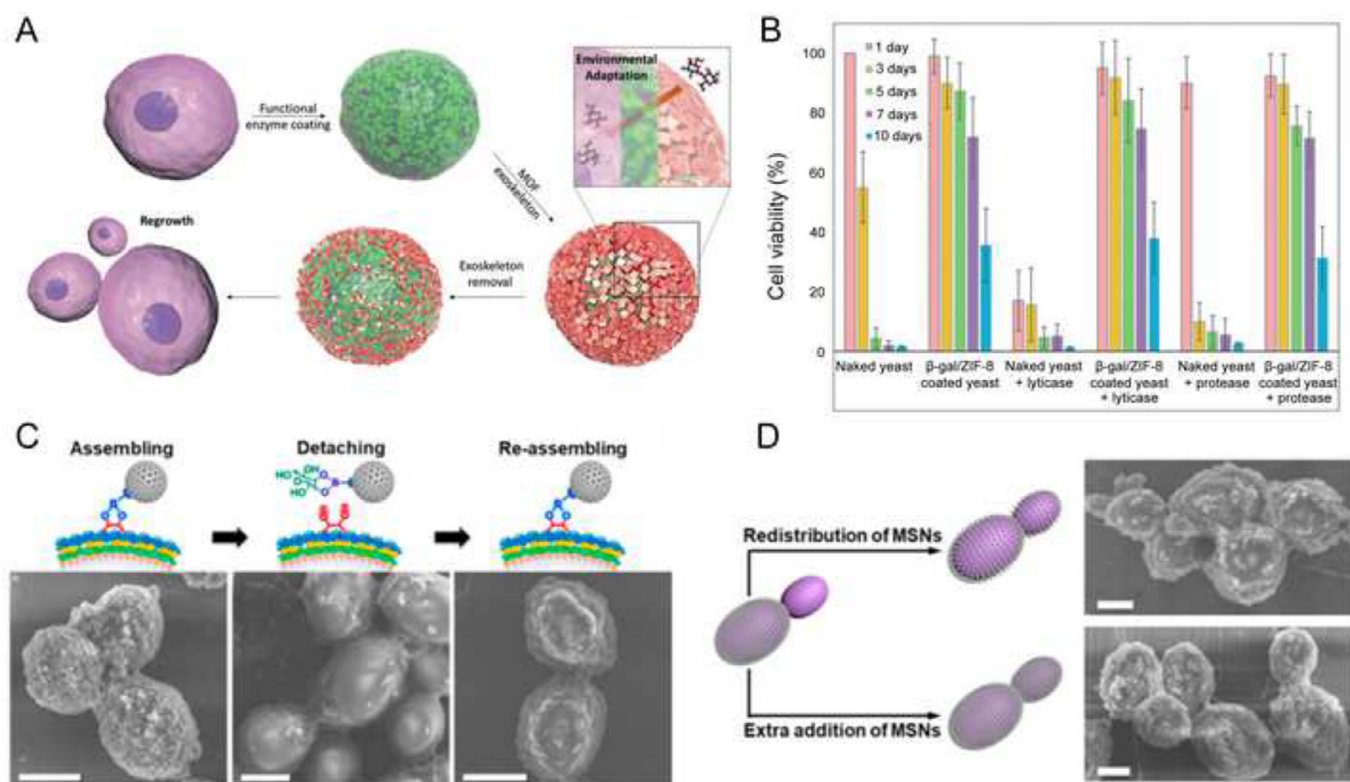 A
Functional
enzyme coating
MOF
exoskeleton
Environmental
Adaptation
Regrowth
Exoskeleton
removal
B
Cell viability (%)
100
80
60
40
20
0
1 day
3 days
5 days
7 days
10 days
Naked yeast
β-gal/ZIF-8
coated yeast
Naked yeast
+ lyticase
β-gal/ZIF-8
coated yeast
+ lyticase
Naked yeast
+ protease
β-gal/ZIF-8
coated yeast
+ protease
C
Assembling
Detaching
Re-assembling
HO
OH
HO
O
B
D
Redistribution of MSNs
Extra addition of MSNs